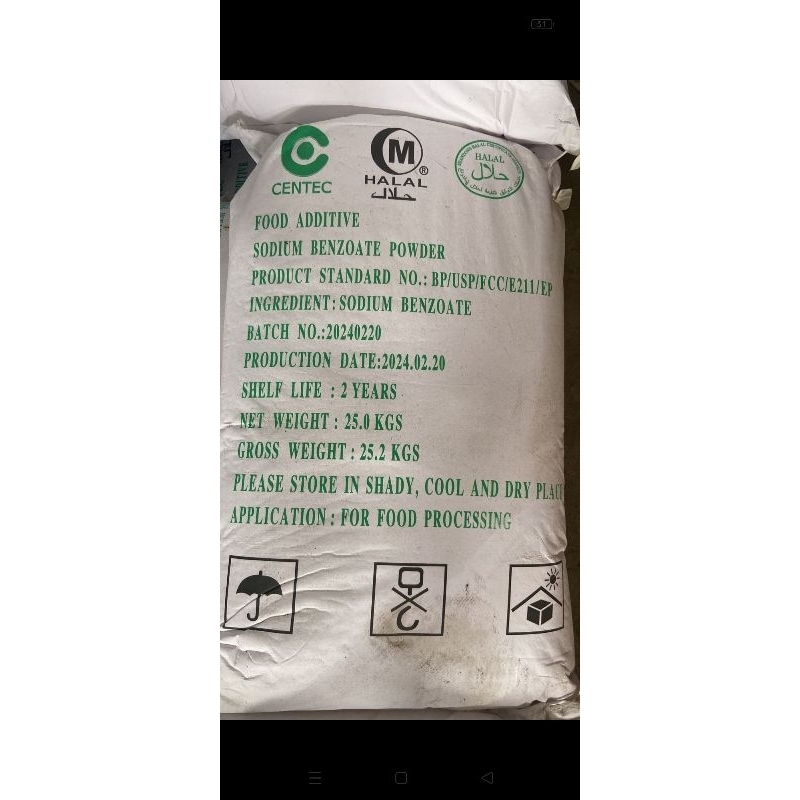 31
CENTEC
M
HALAL
®
حلال
HALAL
حلال
FOOD ADDITIVE
SODIUM BENZOATE POWDER
PRODUCT STANDARD NO.: BP/USP/FCC/E211/EP
INGREDIENT: SODIUM BENZOATE
BATCH NO.:20240220
PRODUCTION DATE:2024.02.20
SHELF LIFE : 2 YEARS
NET WEIGHT : 25.0 KGS
GROSS WEIGHT : 25.2 KGS
PLEASE STORE IN SHADY, COOL AND DRY PLAC
APPLICATION : FOR FOOD PROCESSING